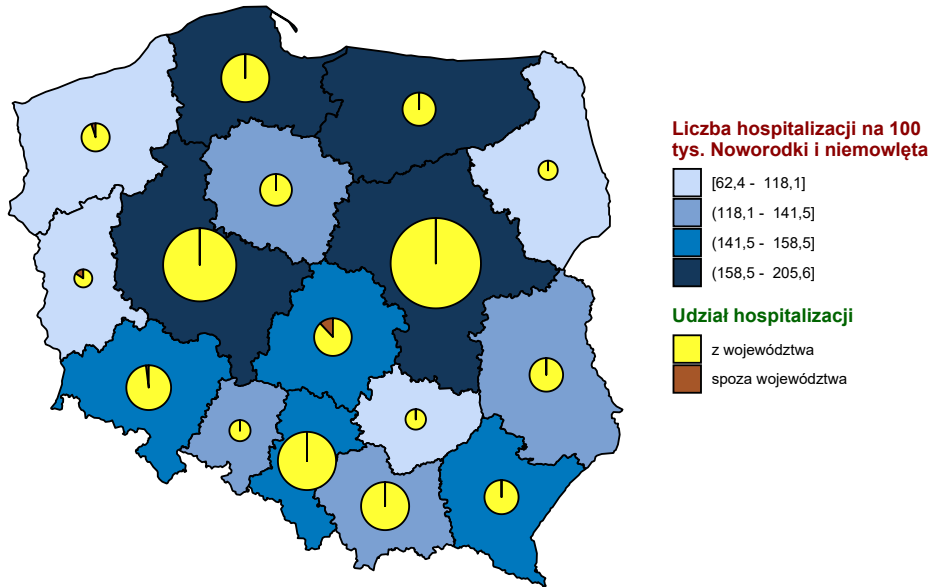 Liczba hospitalizacji na 100
tys. Noworodki i niemowlęta
[62,4 - 118,1]
(118,1 - 141,5]
(141,5 - 158,5]
(158,5 - 205,6]
Udział hospitalizacji
z województwa
spoza województwa